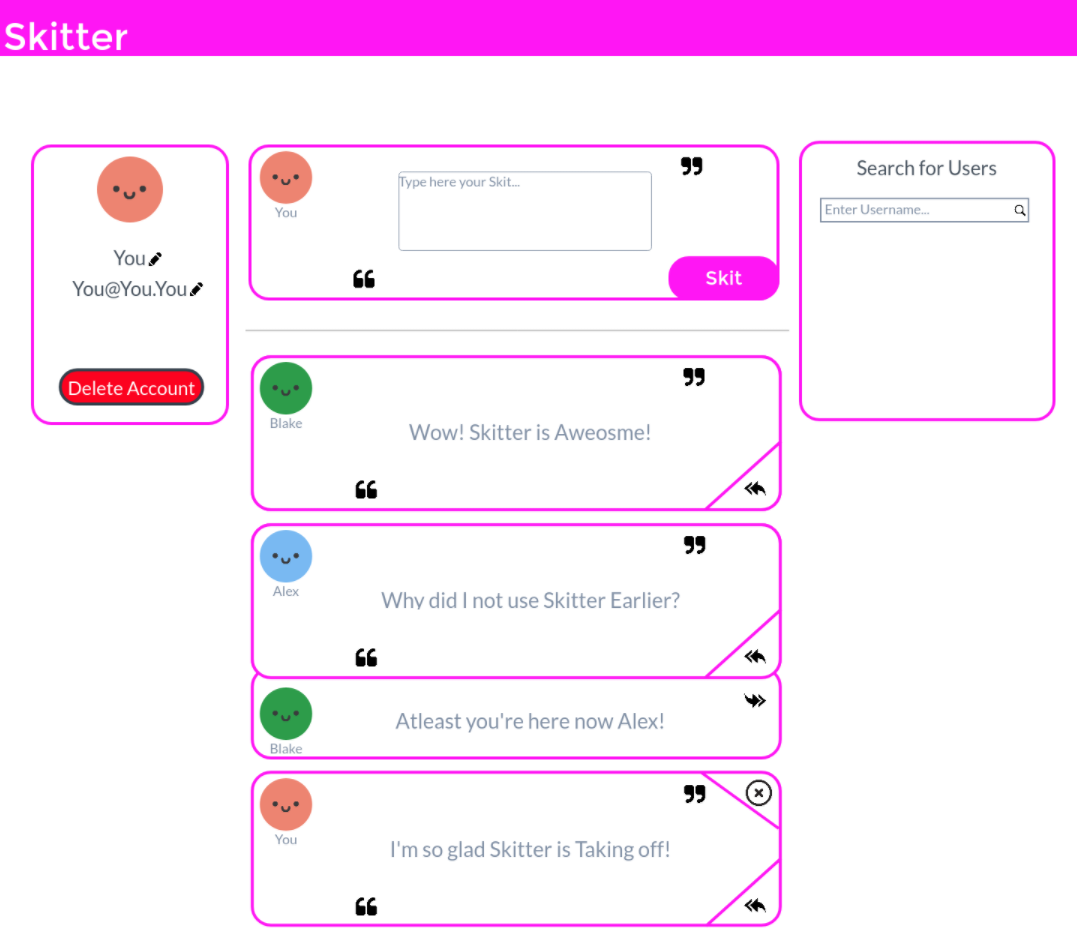 Skitter
You
You@You.You
Delete Account
You
Type here your Skit...
Skit
Search for Users
Enter Username...
Blake
Wow! Skitter is Aweosme!
Alex
Why did I not use Skitter Earlier?
Blake
Atleast you're here now Alex!
You
I'm so glad Skitter is Taking off!